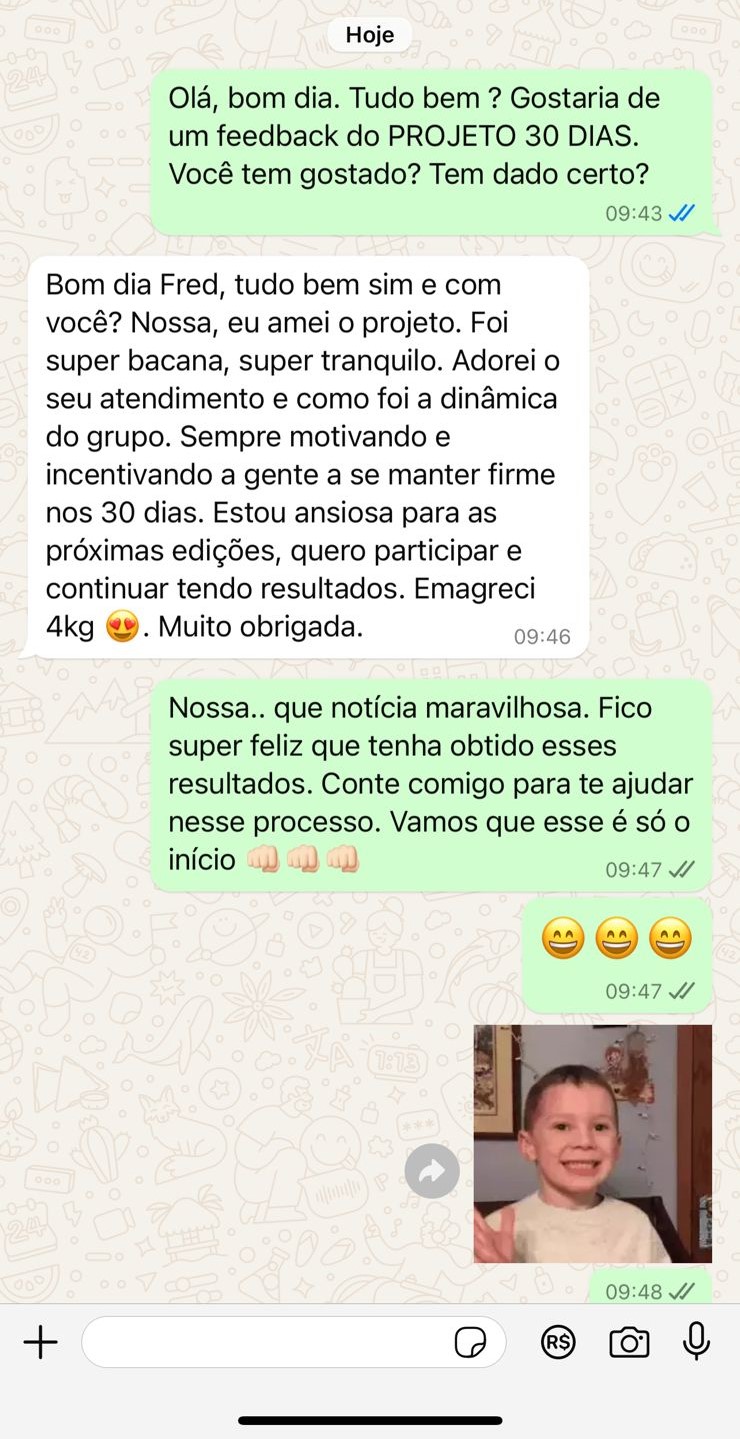 Hoje
Olá, bom dia. Tudo bem ? Gostaria de
um feedback do PROJETO 30 DIAS.
Você tem gostado? Tem dado certo?
09:43
Bom dia Fred, tudo bem sim e com
você? Nossa, eu amei o projeto. Foi
super bacana, super tranquilo. Adorei o
seu atendimento e como foi a dinâmica
do grupo. Sempre motivando e
incentivando a gente a se manter firme
nos 30 dias. Estou ansiosa para as
próximas edições, quero participar e
continuar tendo resultados. Emagreci
4kg 😍. Muito obrigada.
09:46
Nossa.. que notícia maravilhosa. Fico
super feliz que tenha obtido esses
resultados. Conte comigo para te ajudar
nesse processo. Vamos que esse é só o
início 👊🏻👊🏻👊🏻
09:47
😄😄😄
09:47
09:48
R$